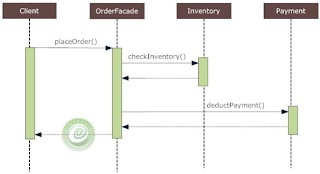 Client
OrderFacade
Inventory
Payment
placeOrder()
checkInventory()
deductPayment()